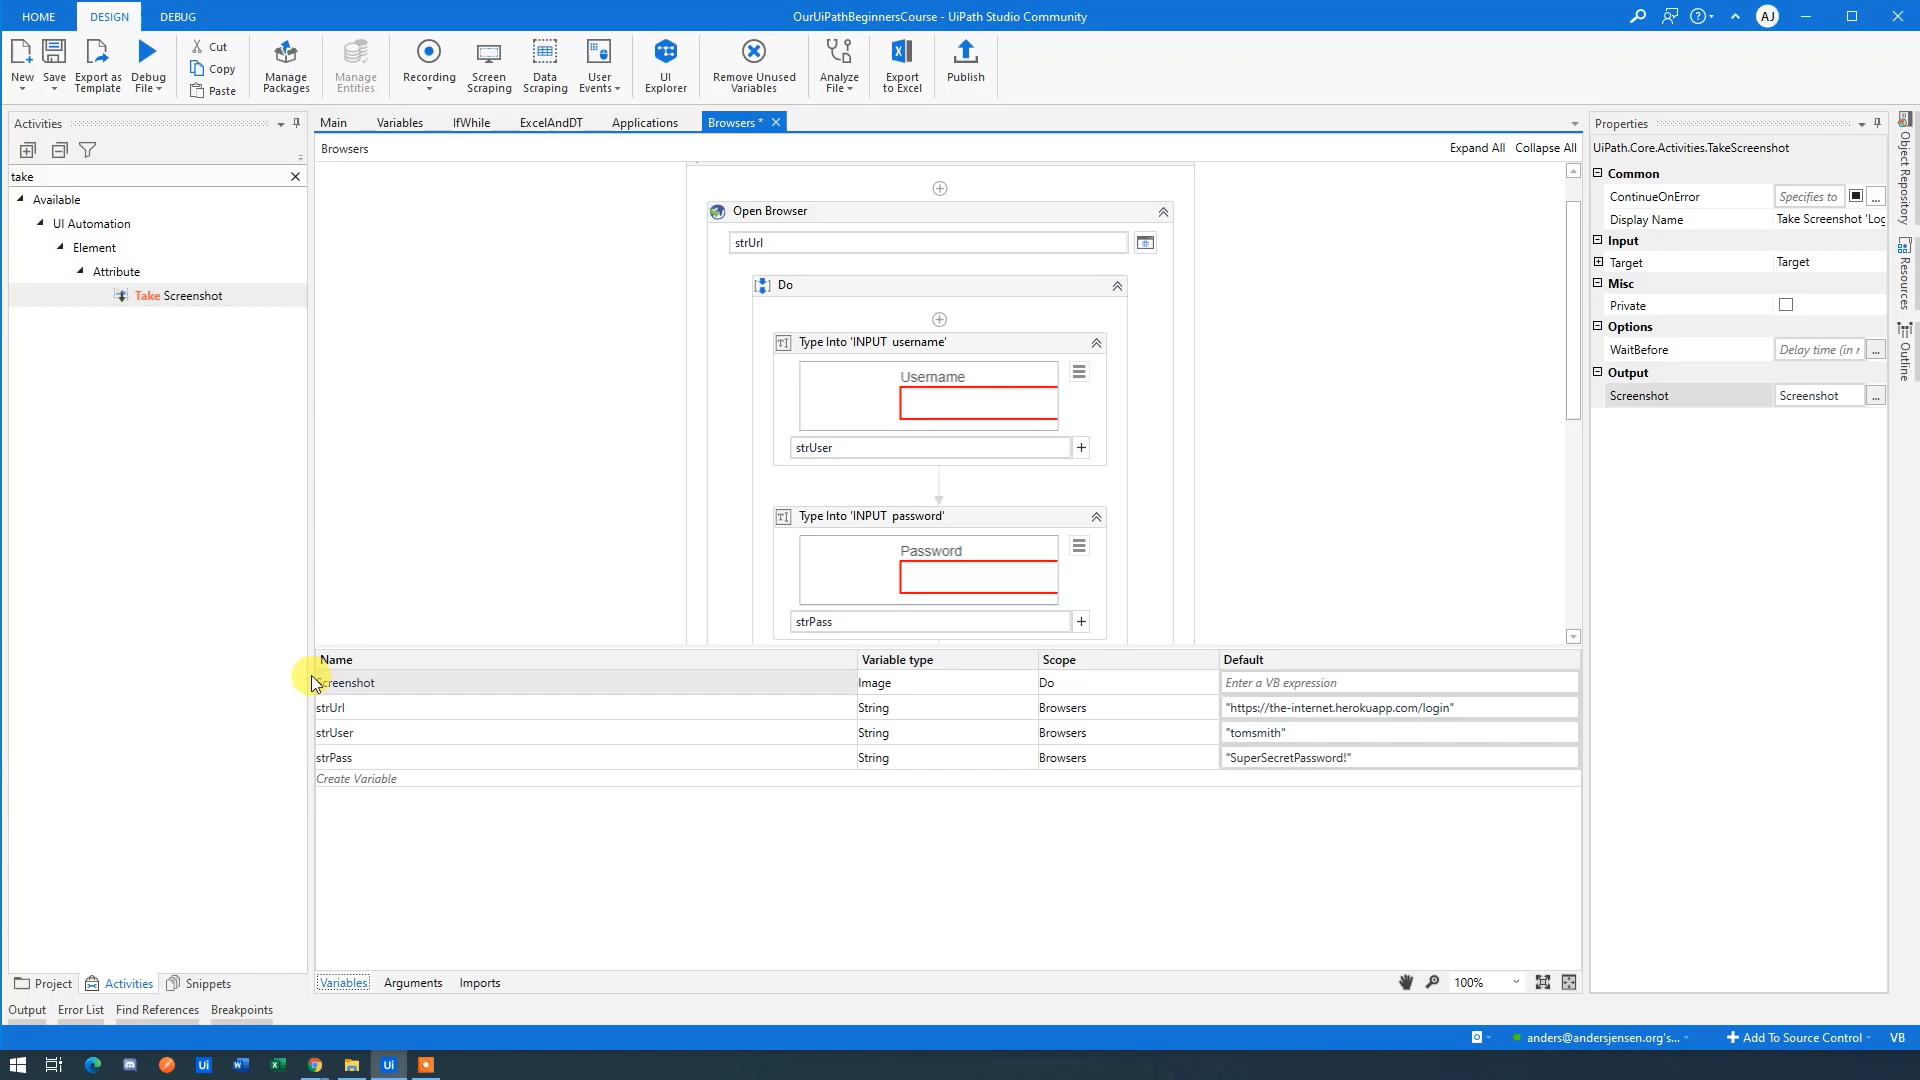 HOME DESIGN DEBUG OurUiPathBeginnersCourse - UiPath Studio Community AJ
New Save Export as Template Debug File Cut Copy Paste Manage Packages Manage Entities Recording Screen Scraping Data Scraping User Events UI Explorer Remove Unused Variables Analyze File Export to Excel Publish
Activities
take
Available
UI Automation
Element
Attribute
Take Screenshot
Main Variables IfWhile ExcelAndDT Applications Browsers *
Browsers Expand All Collapse All
Open Browser
strUrl
Do
Type Into 'INPUT username'
Username
strUser
Type Into 'INPUT password'
Password
strPass
Name Variable type Scope Default
Screenshot Image Do Enter a VB expression
strUrl String Browsers "https://the-internet.herokuapp.com/login"
strUser String Browsers "tomsmith"
strPass String Browsers "SuperSecretPassword!"
Create Variable
Variables Arguments Imports 100%
Properties
UiPath.Core.Activities.TakeScreenshot
Common
ContinueOnError Specifies to ...
Display Name Take Screenshot 'Log
Input
Target Target
Misc
Private
Options
WaitBefore Delay time (in r ...
Output
Screenshot Screenshot ...
Object Repository
Resources
Outline
Project Activities Snippets
Output Error List Find References Breakpoints
anders@andersjensen.org's... Add To Source Control VB
Ui Ui